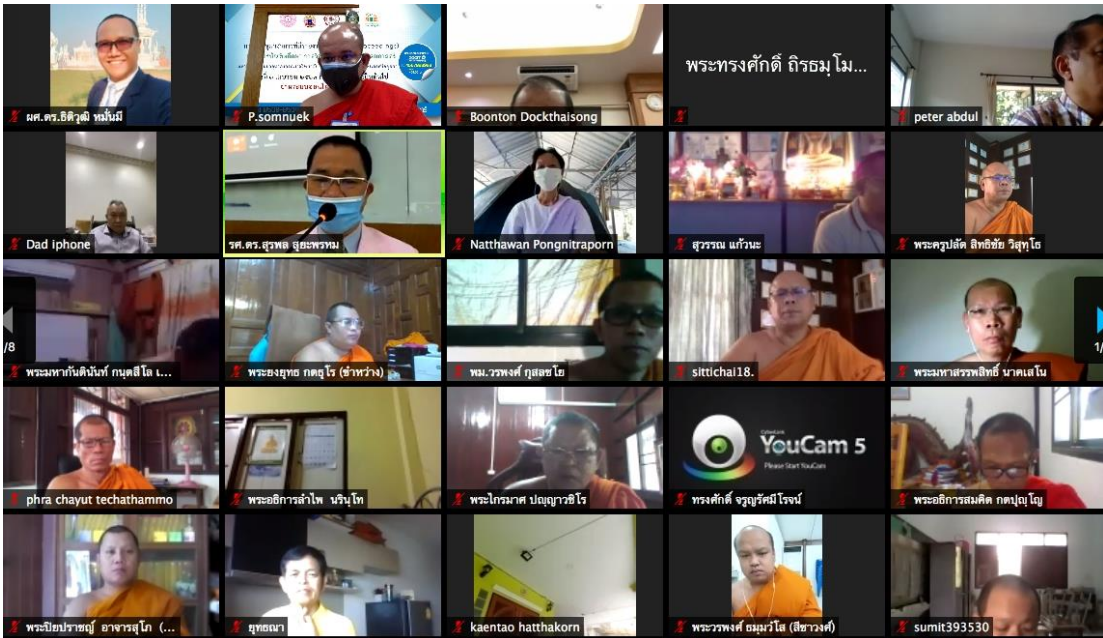 พระทรงศักดิ์ ถิรธมฺโม...
ผศ.ดร.ธิติวุฒิ หมั่นมี
P.somnuek
Boonton Dockthaisong
peter abdul
Dad iphone
รศ.ดร.สุรพล สุยะพรหม
Natthawan Pongnitraporn
สุวรรณ แก้วนะ
พระครูปลัด สิทธิชัย วิสุทฺโธ
/8
1/
พระมหากันตินันท์ กนฺตสีโล เ...
พระยงยุทธ กตธุโร (ชำหว่าง)
พม.วรพงศ์ กุสลชโย
sittichai18.
พระมหาสรรพสิทธิ์ นาคเสโน
CyberLink
YouCam 5
Please Start YouCam
phra chayut techathammo
พระอธิการลำไพ นรินฺโท
พระไกรมาศ ปญฺญาวชิโร
ทรงศักดิ์ จรูญรัศมีโรจน์
พระอธิการสมคิด กตปุญฺโญ
พระปิยปราชญ์ อาจารสุโภ (...
ยุทธณา
kaentao hatthakorn
พระวรพงศ์ ธมฺมวํโส (สีชาวงศ์)
sumit393530